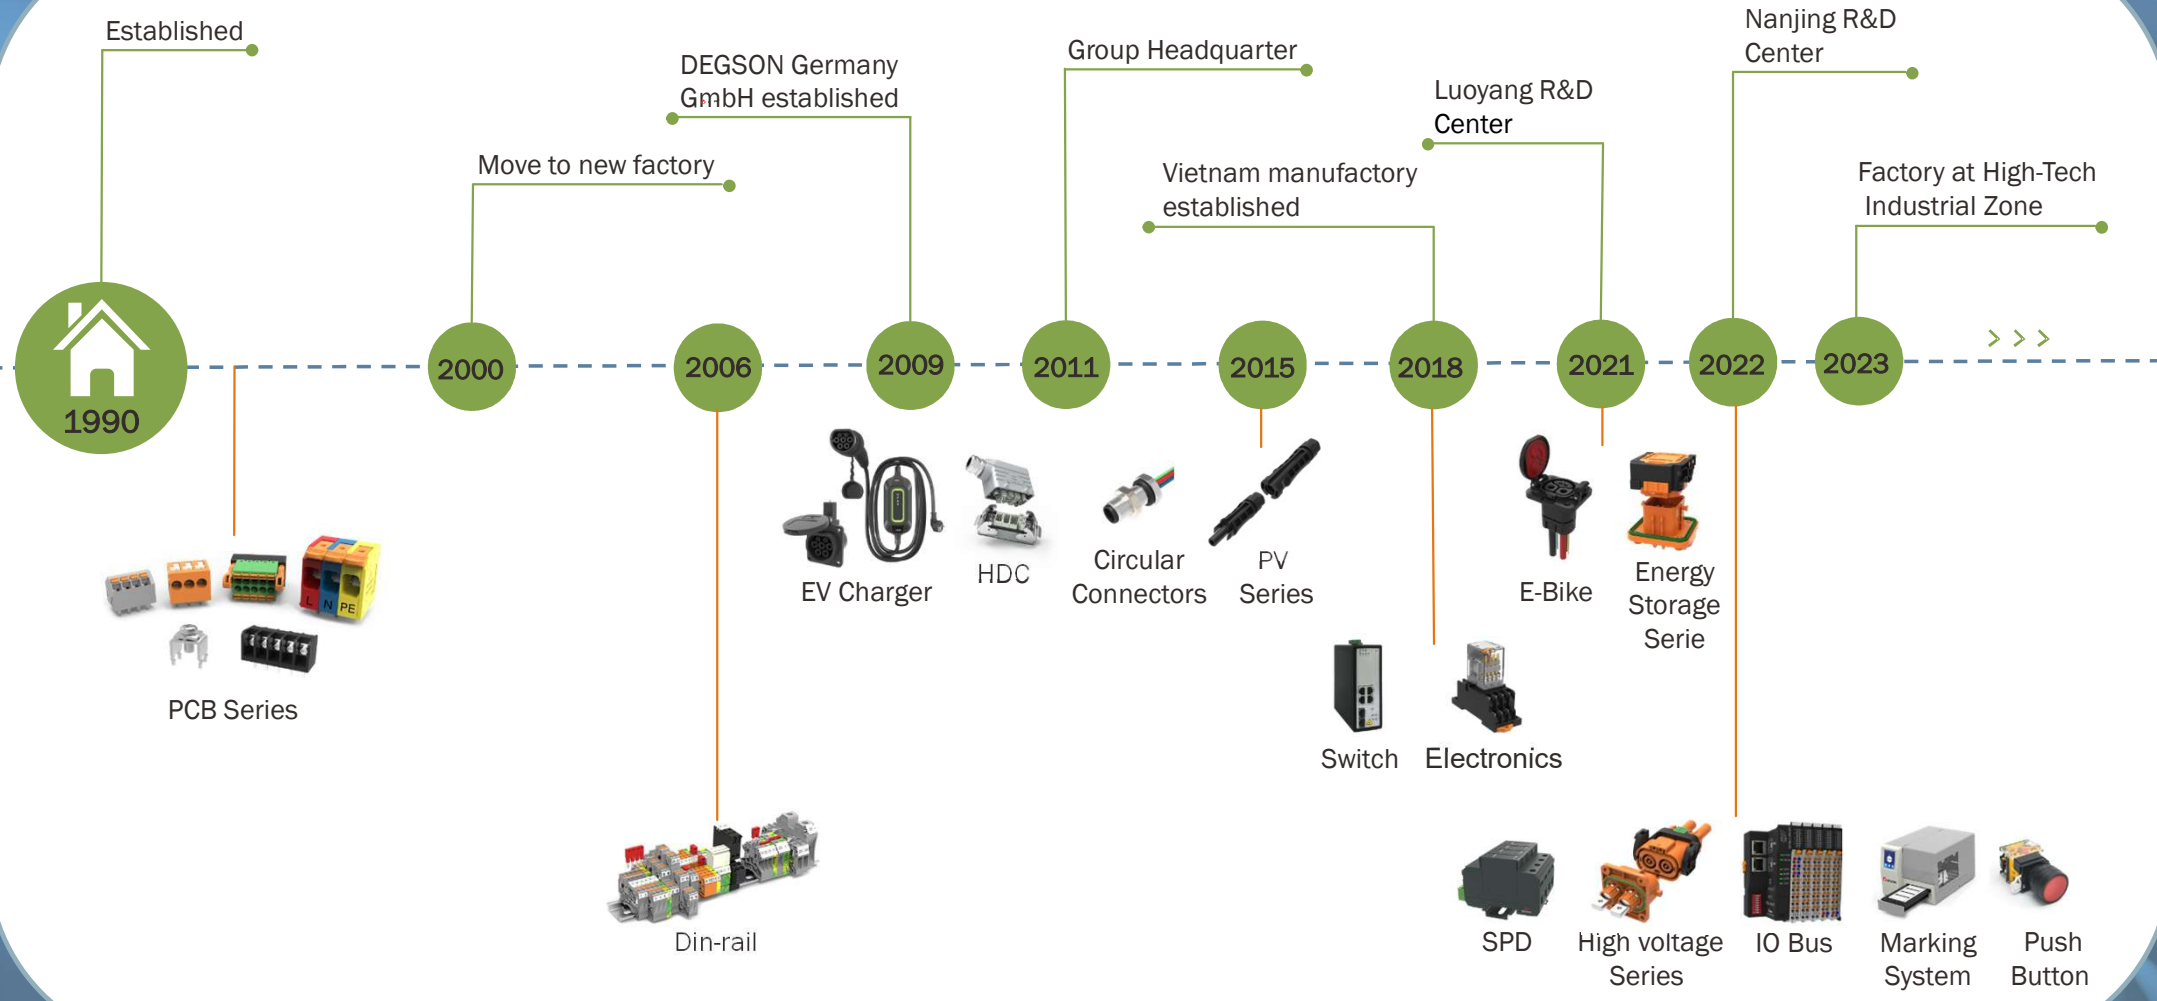 Established
DEGSON Germany
GmbH established
Move to new factory
Group Headquarter
Vietnam manufactory
established
Luoyang R&D
Center
Nanjing R&D
Center
Factory at High-Tech
Industrial Zone
1990
2000
2006
2009
2011
2015
2018
2021
2022
2023
L N PE
PCB Series
Din-rail
EV Charger
HDC
Circular
Connectors
PV
Series
Switch
Electronics
E-Bike
Energy
Storage
Serie
SPD
High voltage
Series
IO Bus
Marking
System
Push
Button